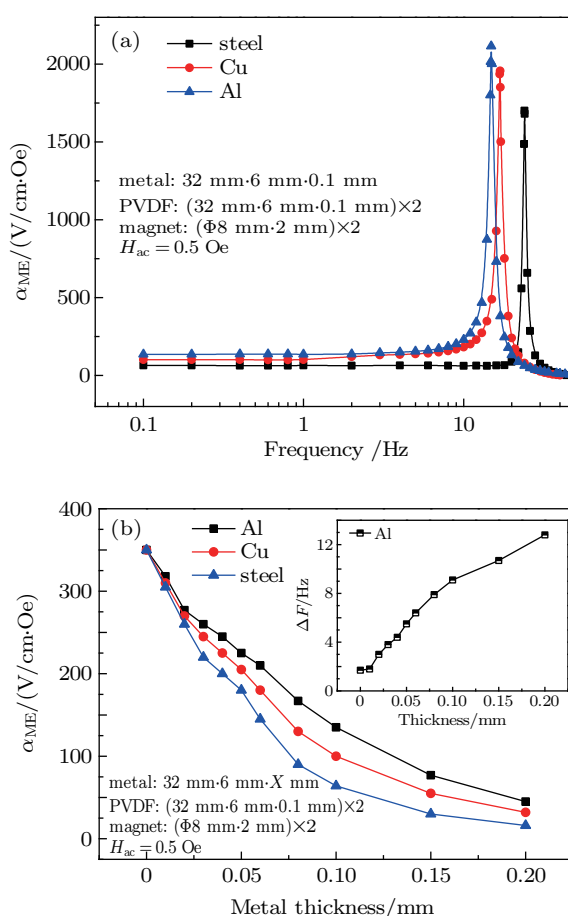 (a)
steel
Cu
Al
metal: 32 mm·6 mm·0.1 mm
PVDF: (32 mm·6 mm·0.1 mm)×2
magnet: (Φ8 mm·2 mm)×2
H_ac = 0.5 Oe
α_ME/(V/cm·Oe)
2000
1500
1000
500
0
0.1 1 10
Frequency /Hz
(b)
Al
Cu
steel
α_ME/(V/cm·Oe)
400
300
200
100
0
metal: 32 mm·6 mm·X mm
PVDF: (32 mm·6 mm·0.1 mm)×2
magnet: (Φ8 mm·2 mm)×2
H_ac=0.5 Oe
0 0.05 0.10 0.15 0.20
Metal thickness/mm
Al
ΔF/Hz
12
8
4
0
0 0.05 0.10 0.15 0.20
Thickness/mm